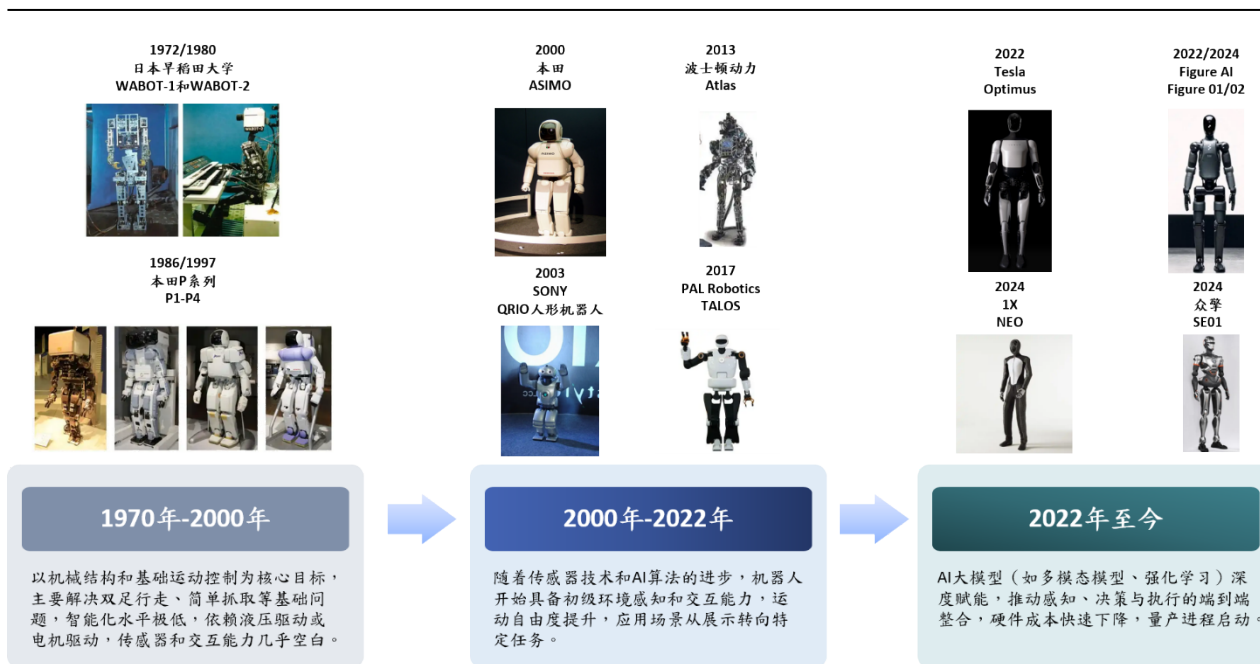 1972/1980
日本早稻田大学
WABOT-1和WABOT-2
2000
本田
ASIMO
2013
波士顿动力
Atlas
2022
Tesla
Optimus
2022/2024
Figure AI
Figure 01/02
1986/1997
本田P系列
P1-P4
2003
SONY
QRIO人形机器人
2017
PAL Robotics
TALOS
2024
1X
NEO
2024
众擎
SE01
1970年-2000年
以机械结构和基础运动控制为核心目标，
主要解决双足行走、简单抓取等基础问
题，智能化水平极低，依赖液压驱动或
电机驱动，传感器和交互能力几乎空白。
2000年-2022年
随着传感器技术和AI算法的进步，机器人
开始具备初级环境感知和交互能力，运
动自由度提升，应用场景从展示转向特
定任务。
2022年至今
AI大模型（如多模态模型、强化学习）深
度赋能，推动感知、决策与执行的端到端
整合，硬件成本快速下降，量产进程启动。